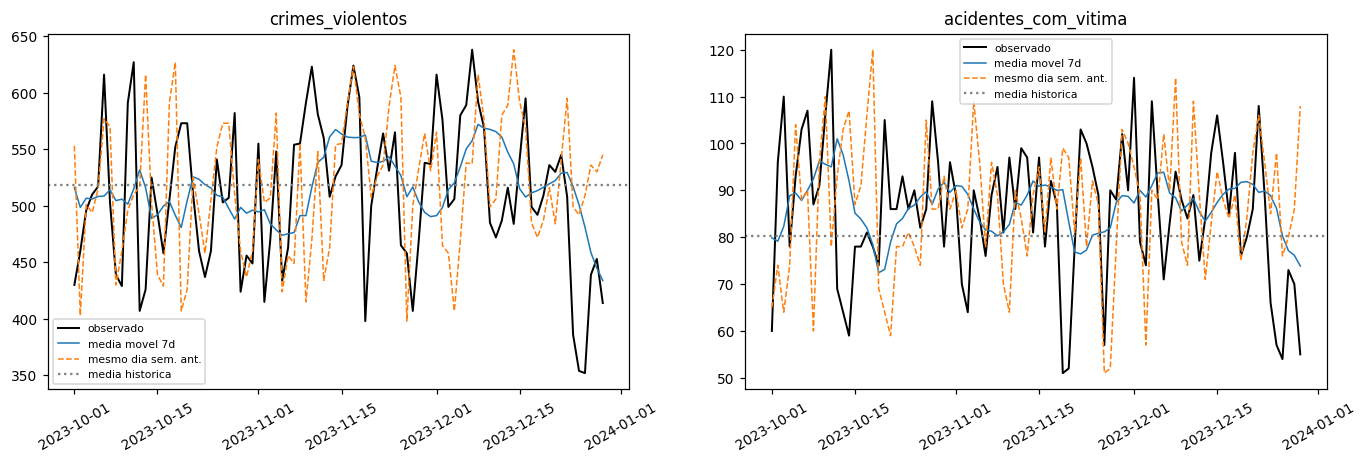 crimes_violentos
650
600
550
500
450
400
350
observado
media movel 7d
mesmo dia sem. ant.
media historica
2023-10-01
2023-10-15
2023-11-01
2023-11-15
2023-12-01
2023-12-15
2024-01-01
acidentes_com_vitima
120
110
100
90
80
70
60
50
observado
media movel 7d
mesmo dia sem. ant.
media historica
2023-10-01
2023-10-15
2023-11-01
2023-11-15
2023-12-01
2023-12-15
2024-01-01